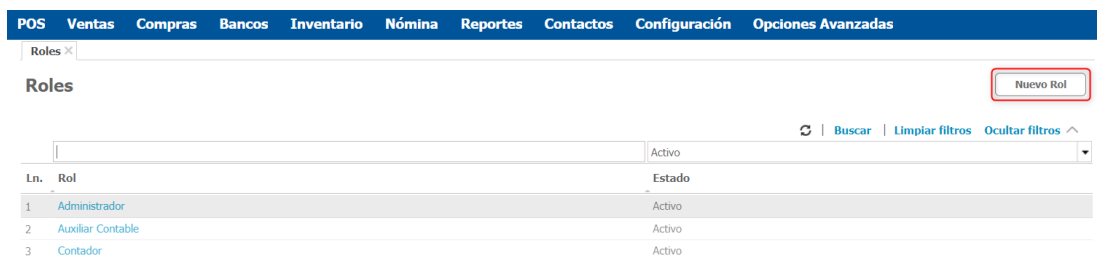 POS Ventas Compras Bancos Inventario Nómina Reportes Contactos Configuración Opciones Avanzadas
Roles
Roles
Nuevo Rol
Buscar | Limpiar filtros Ocultar filtros
Activo
Ln. Rol Estado
1 Administrador Activo
2 Auxiliar Contable Activo
3 Contador Activo